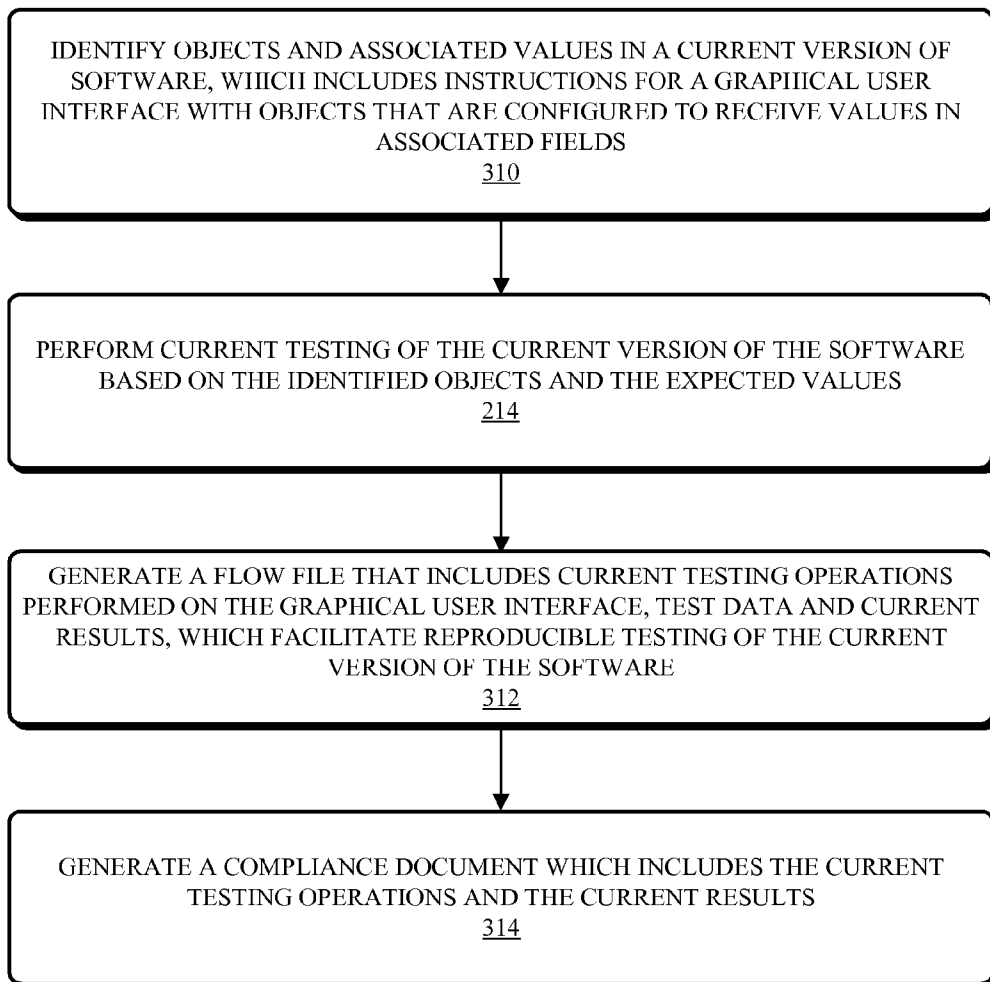 IDENTIFY OBJECTS AND ASSOCIATED VALUES IN A CURRENT VERSION OF
SOFTWARE, WHICH INCLUDES INSTRUCTIONS FOR A GRAPHICAL USER
INTERFACE WITH OBJECTS THAT ARE CONFIGURED TO RECEIVE VALUES IN
ASSOCIATED FIELDS
310
PERFORM CURRENT TESTING OF THE CURRENT VERSION OF THE SOFTWARE
BASED ON THE IDENTIFIED OBJECTS AND THE EXPECTED VALUES
214
GENERATE A FLOW FILE THAT INCLUDES CURRENT TESTING OPERATIONS
PERFORMED ON THE GRAPHICAL USER INTERFACE, TEST DATA AND CURRENT
RESULTS, WHICH FACILITATE REPRODUCIBLE TESTING OF THE CURRENT
VERSION OF THE SOFTWARE
312
GENERATE A COMPLIANCE DOCUMENT WHICH INCLUDES THE CURRENT
TESTING OPERATIONS AND THE CURRENT RESULTS
314